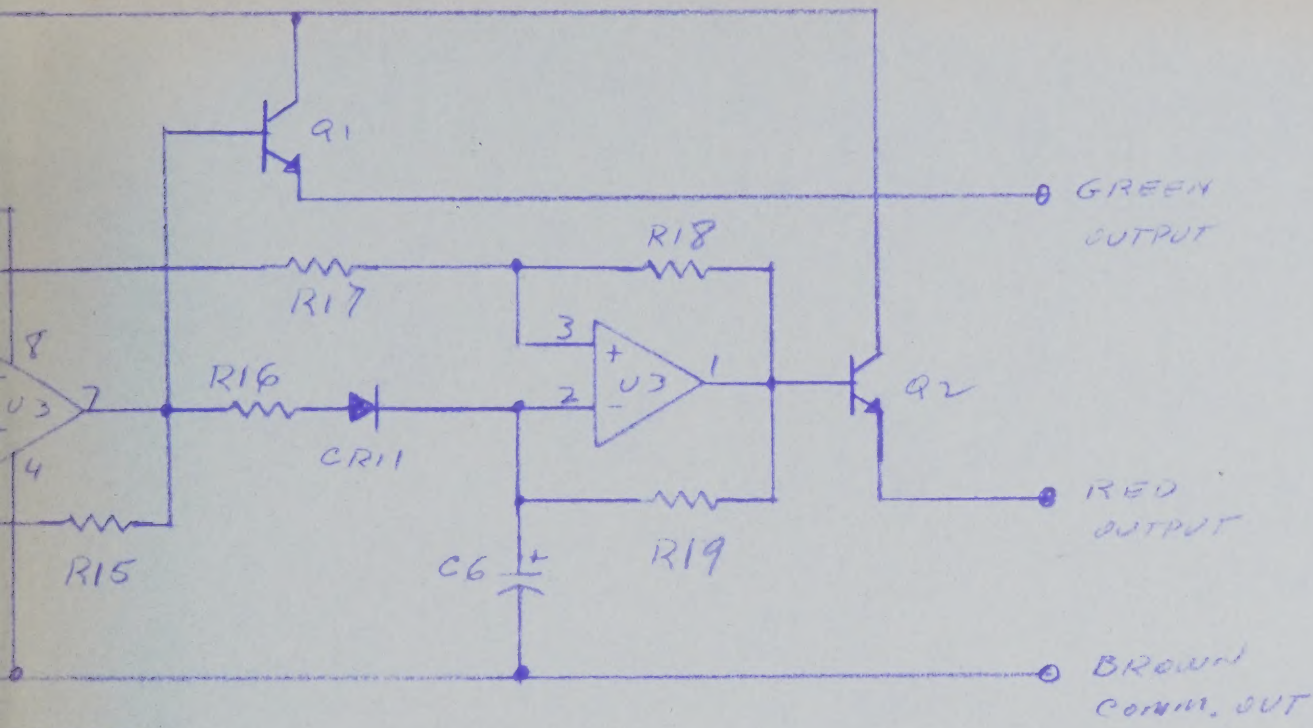 Q1
GREEN
OUTPUT
R18
R17
8
3
+
U3
1
7
R16
2
-
Q2
U3
CR11
4
RED
OUTPUT
R15
C6
+
R19
BROWN
COMM. OUT